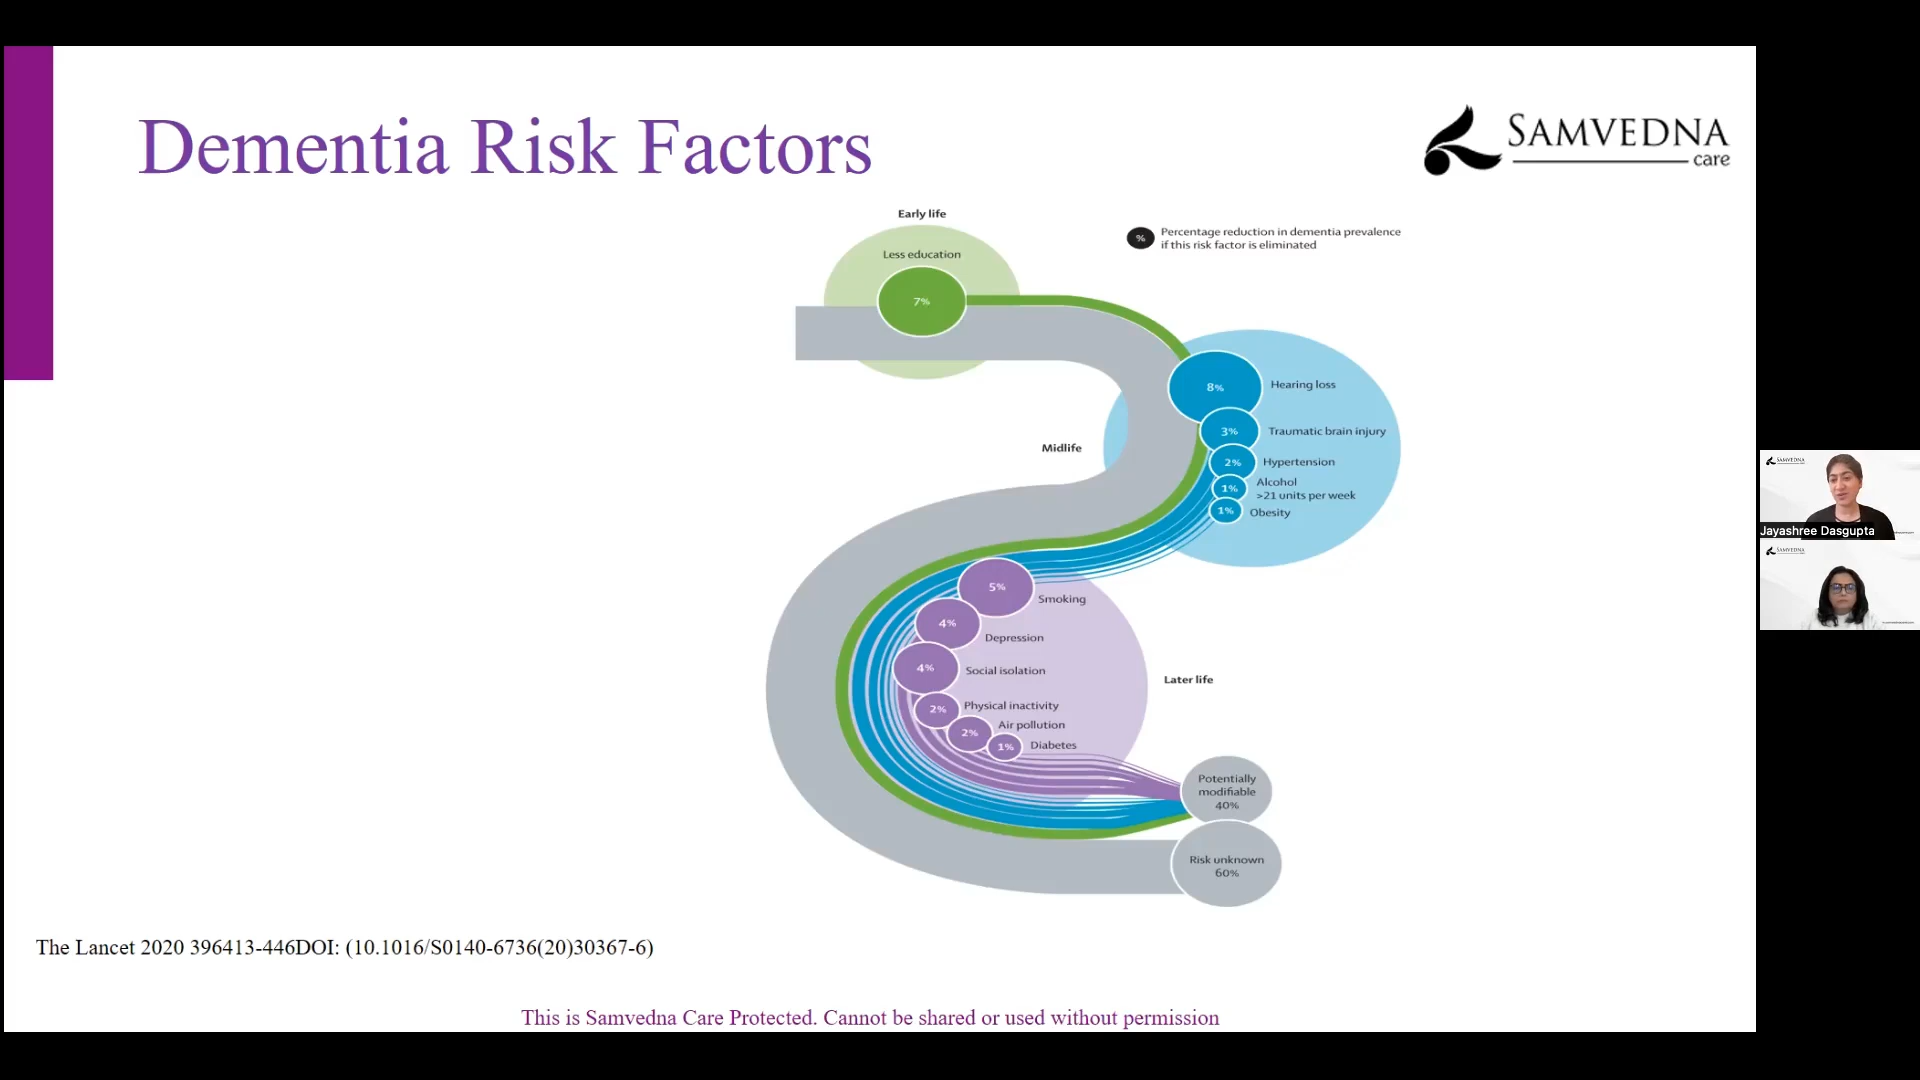 Dementia Risk Factors
SAMVEDNA
care
Early life
Less education
7%
%
Percentage reduction in dementia prevalence
if this risk factor is eliminated
8%
Hearing loss
3%
Traumatic brain injury
Midlife
2%
Hypertension
1%
Alcohol
>21 units per week
1%
Obesity
5%
Smoking
4%
Depression
4%
Social isolation
Later life
2%
Physical inactivity
2%
Air pollution
1%
Diabetes
Potentially
modifiable
40%
Risk unknown
60%
The Lancet 2020 396413-446DOI: (10.1016/S0140-6736(20)30367-6)
This is Samvedna Care Protected. Cannot be shared or used without permission
SAMVEDNA
Jayashree Dasgupta
SAMVEDNA